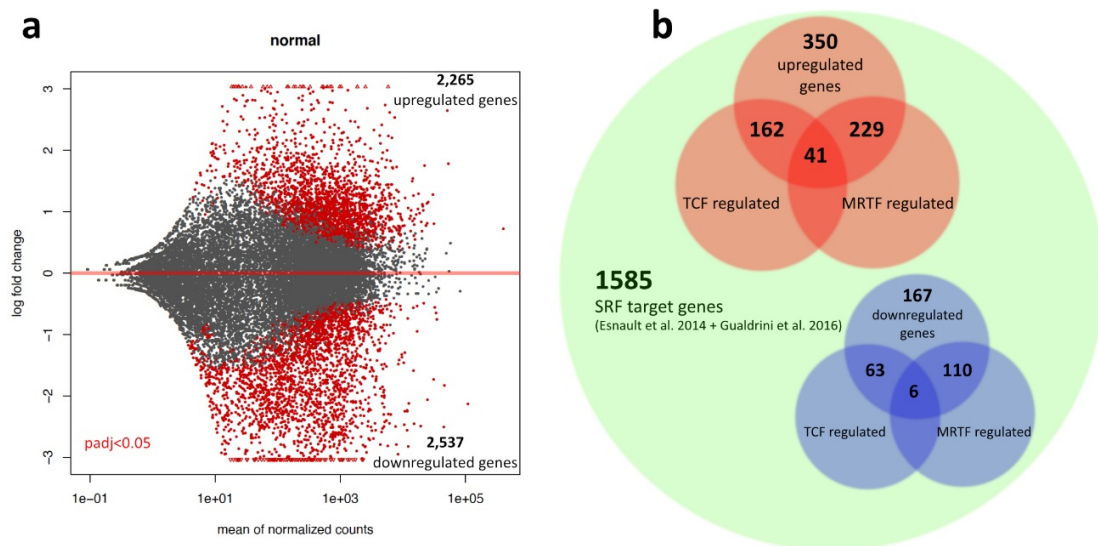 a
normal
2,265
upregulated genes
3
2
1
0
-1
-2
-3
log fold change
padj<0.05
2,537
downregulated genes
1e-01
1e+01
1e+03
1e+05
mean of normalized counts
b
350
upregulated
genes
162
229
41
TCF regulated
MRTF regulated
1585
SRF target genes
(Esnault et al. 2014 + Gualdrini et al. 2016)
167
downregulated
genes
63
110
6
TCF regulated
MRTF regulated